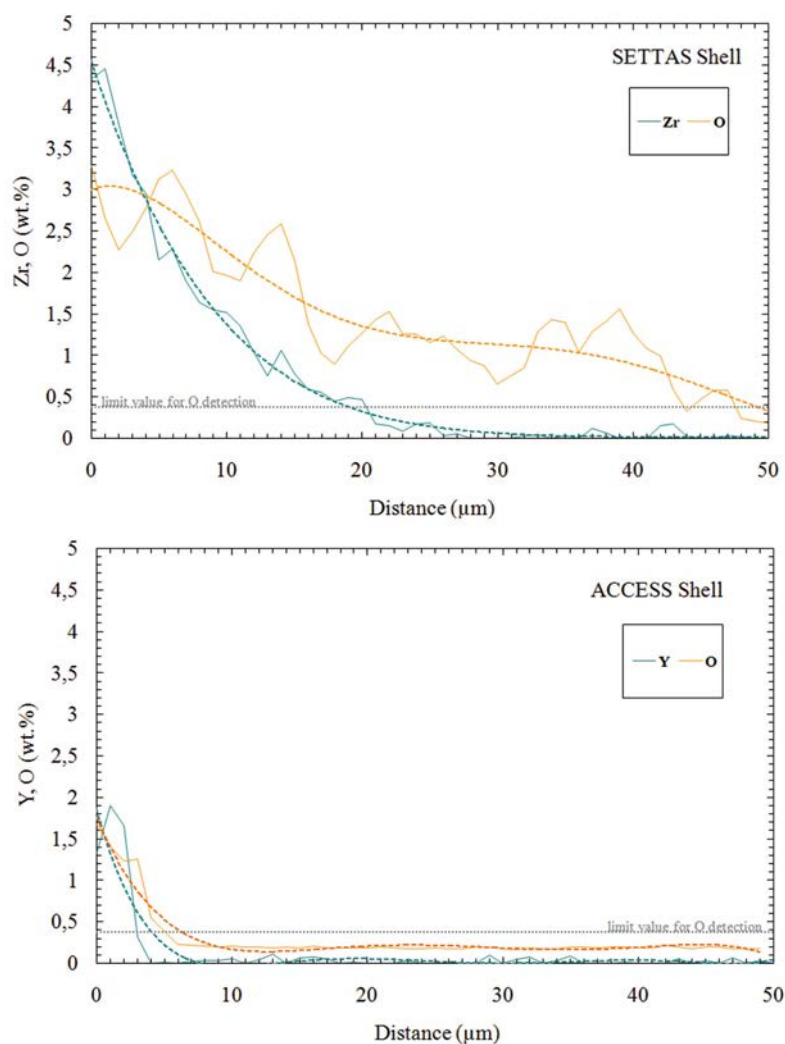 5
SETTAS Shell
4,5
4
Zr O
3,5
3
2,5
2
1,5
1
0,5
limit value for O detection
0
0 10 20 30 40 50
Zr, O (wt.%)
Distance (µm)
5
ACCESS Shell
4,5
4
Y O
3,5
3
2,5
2
1,5
1
0,5
limit value for O detection
0
0 10 20 30 40 50
Y, O (wt.%)
Distance (µm)